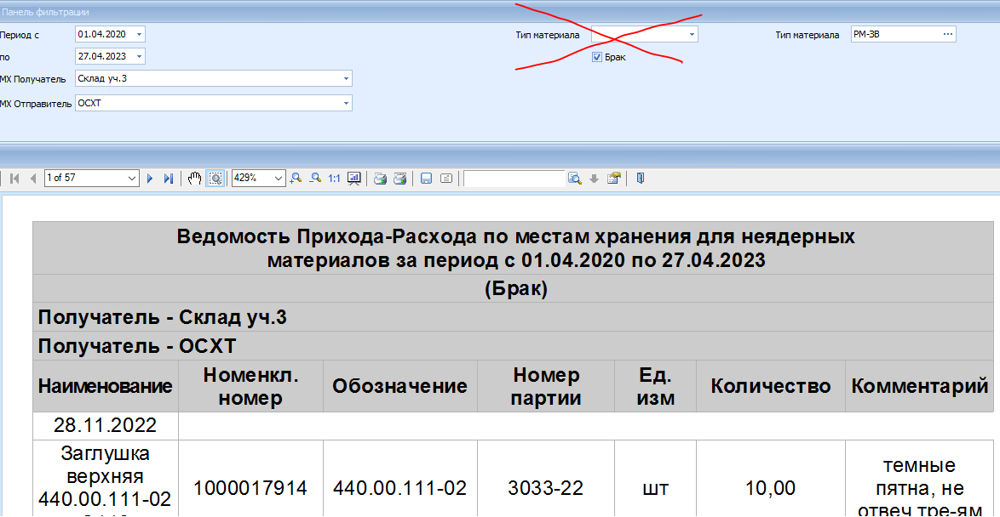 Панель фильтрации
Период с 01.04.2020 Тип материала Тип материала РМ-ЗВ ...
по 27.04.2023 Брак
МХ Получатель Склад уч.3
МХ Отправитель ОСХТ
1 of 57 429% 1:1
Ведомость Прихода-Расхода по местам хранения для неядерных
материалов за период с 01.04.2020 по 27.04.2023
(Брак)
Получатель - Склад уч.3
Получатель - ОСХТ
Наименование Номенкл. номер Обозначение Номер партии Ед. изм Количество Комментарий
28.11.2022
Заглушка
верхняя
440.00.111-02 1000017914 440.00.111-02 3033-22 шт 10,00 темные
пятна, не
отвеч тре-ям